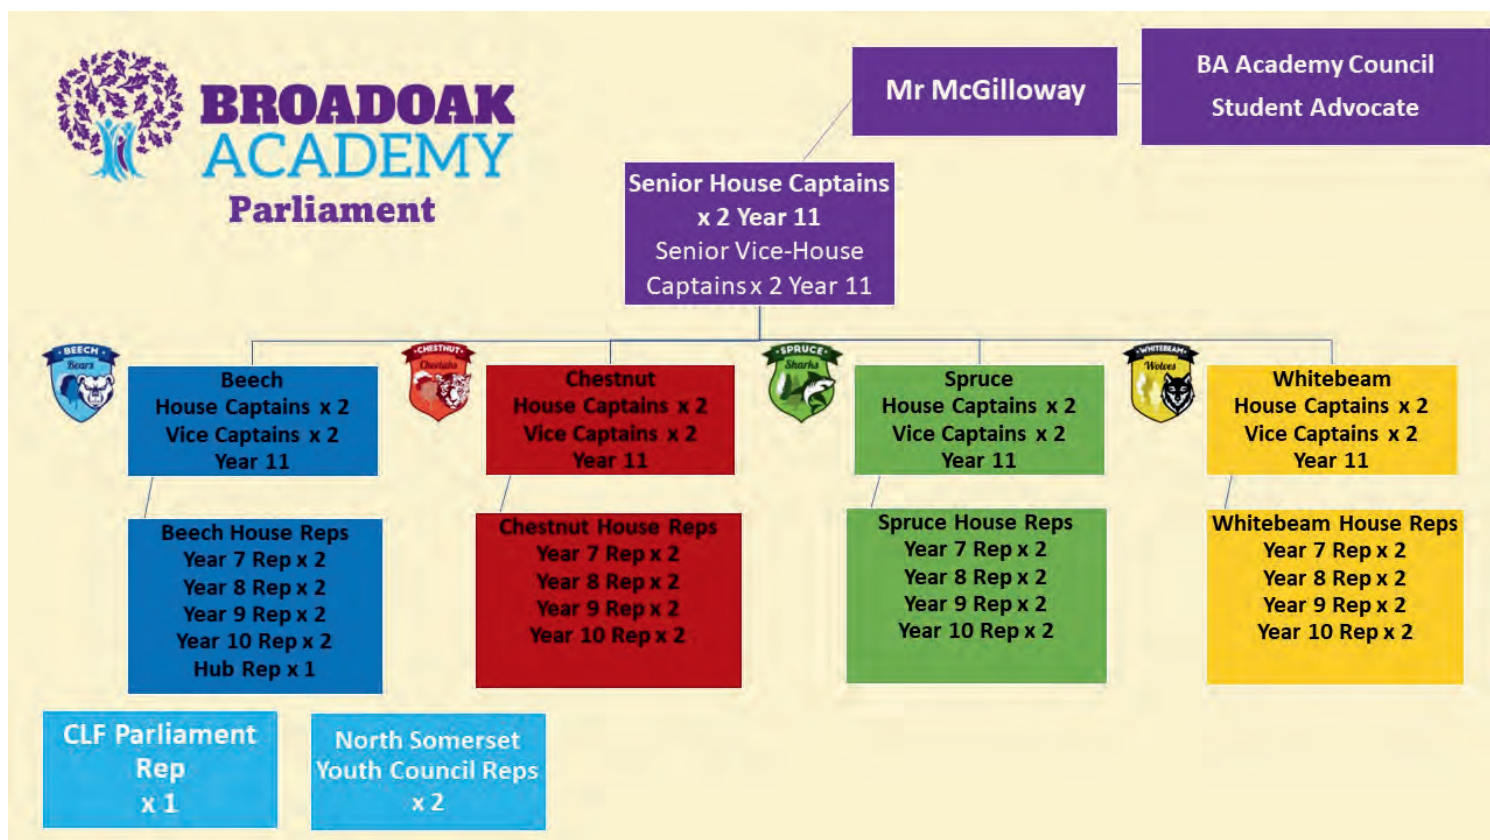 BROADOAK
ACADEMY
Parliament
Mr McGilloway
BA Academy Council
Student Advocate
Senior House Captains
x 2 Year 11
Senior Vice-House
Captains x 2 Year 11
BEECH
Bears
Beech
House Captains x 2
Vice Captains x 2
Year 11
CHESTNUT
Cheetahs
Chestnut
House Captains x 2
Vice Captains x 2
Year 11
SPRUCE
Sharks
Spruce
House Captains x 2
Vice Captains x 2
Year 11
WHITEBEAM
Wolves
Whitebeam
House Captains x 2
Vice Captains x 2
Year 11
Beech House Reps
Year 7 Rep x 2
Year 8 Rep x 2
Year 9 Rep x 2
Year 10 Rep x 2
Hub Rep x 1
Chestnut House Reps
Year 7 Rep x 2
Year 8 Rep x 2
Year 9 Rep x 2
Year 10 Rep x 2
Spruce House Reps
Year 7 Rep x 2
Year 8 Rep x 2
Year 9 Rep x 2
Year 10 Rep x 2
Whitebeam House Reps
Year 7 Rep x 2
Year 8 Rep x 2
Year 9 Rep x 2
Year 10 Rep x 2
CLF Parliament
Rep
x 1
North Somerset
Youth Council Reps
x 2